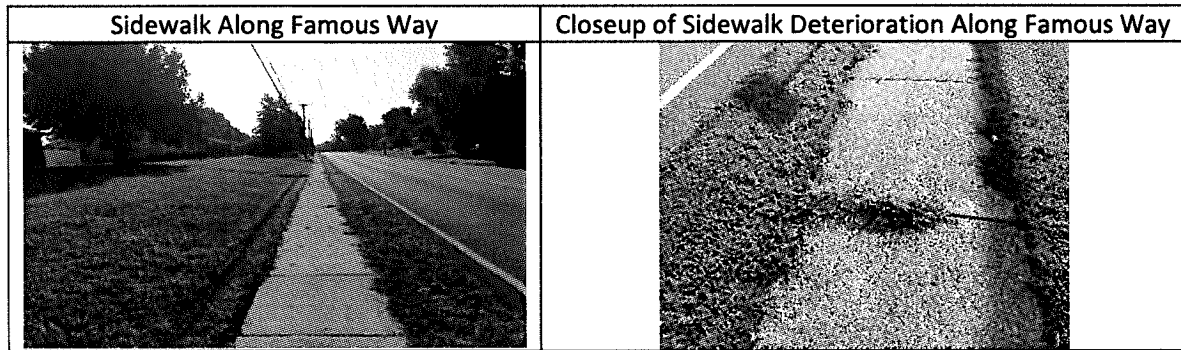 Sidewalk Along Famous Way
Closeup of Sidewalk Deterioration Along Famous Way